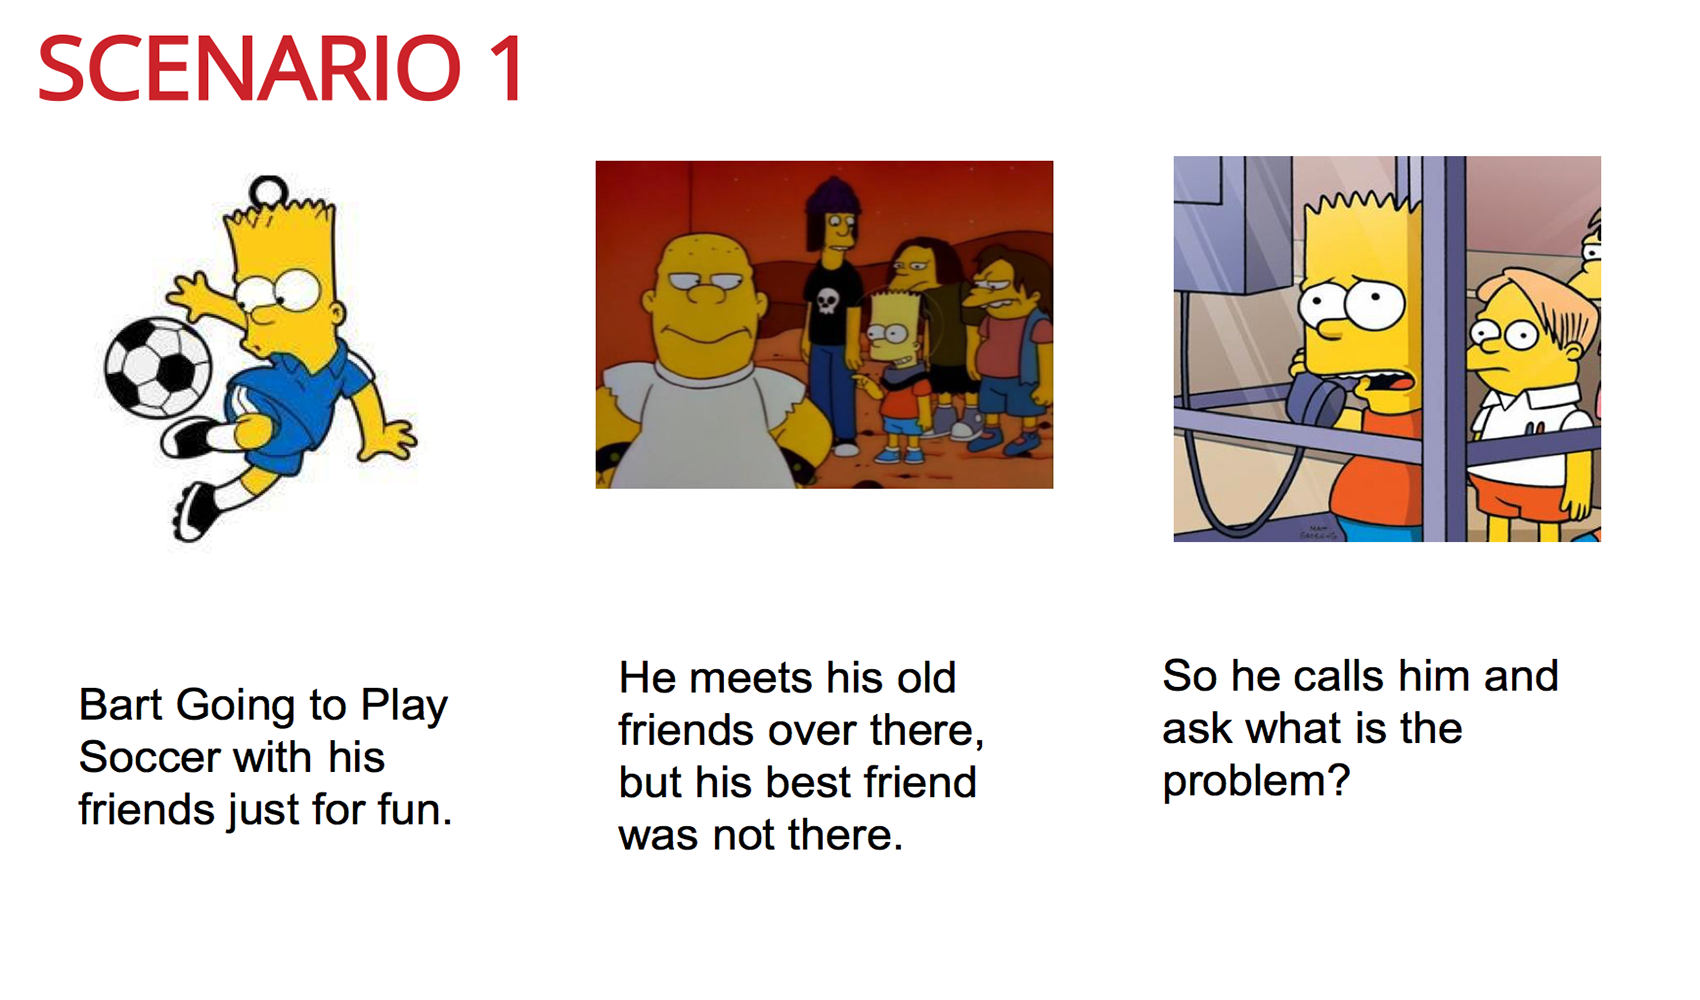 SCENARIO 1
Bart Going to Play
Soccer with his
friends just for fun.
He meets his old
friends over there,
but his best friend
was not there.
So he calls him and
ask what is the
problem?